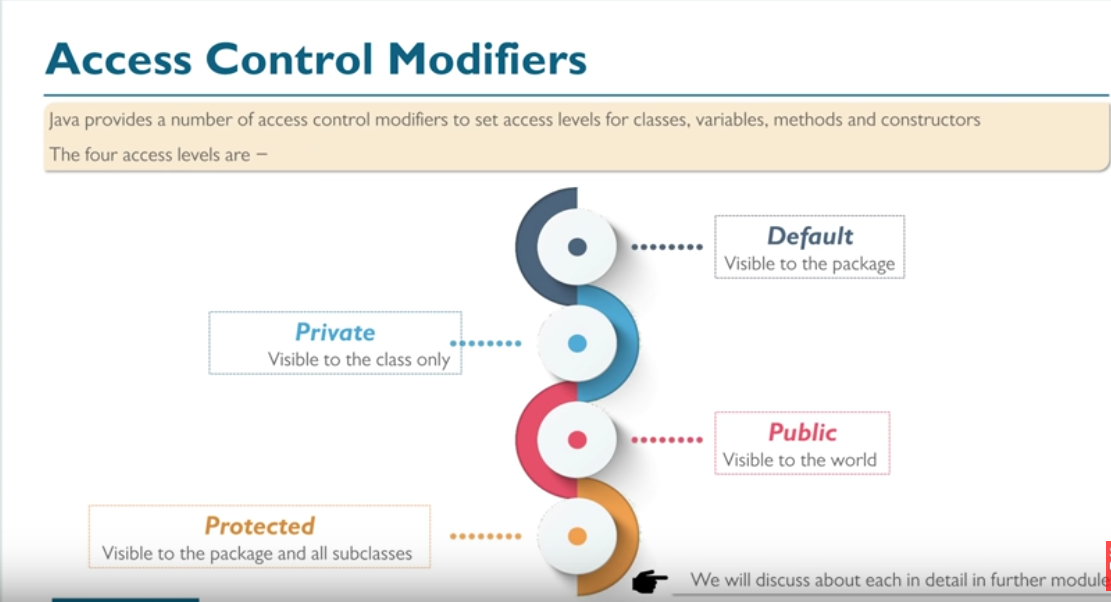 Access Control Modifiers
Java provides a number of access control modifiers to set access levels for classes, variables, methods and constructors
The four access levels are –
Default
Visible to the package
Private
Visible to the class only
Public
Visible to the world
Protected
Visible to the package and all subclasses
We will discuss about each in detail in further module